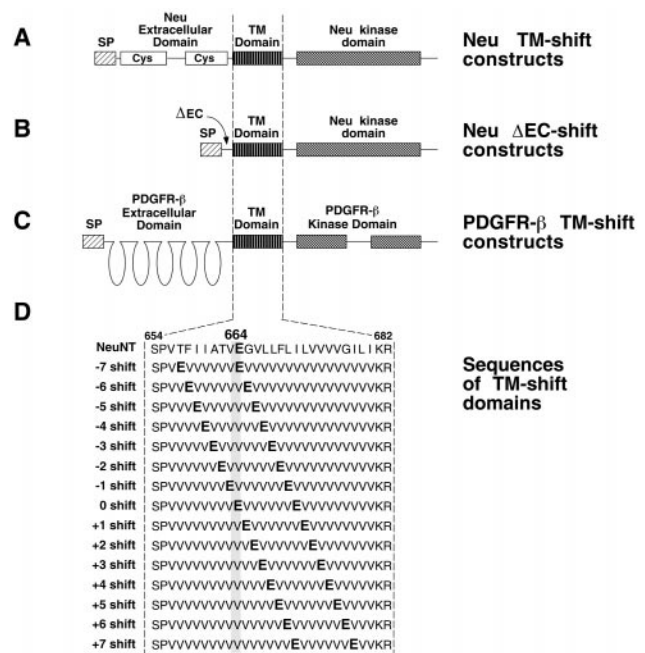 A
Neu
Extracellular
Domain
SP
Cys
Cys
TM
Domain
Neu kinase
domain
Neu TM-shift
constructs
B
ΔEC
SP
TM
Domain
Neu kinase
domain
Neu ΔEC-shift
constructs
C
PDGFR-β
Extracellular
Domain
SP
TM
Domain
PDGFR-β
Kinase Domain
PDGFR-β TM-shift
constructs
D
654 664 682
NeuNT SPVTFIIATVEGVLLFLILVVVVGILIKR
-7 shift SPVEVVVVVVEVVVVVVVVVVVVVVVVKR
-6 shift SPVVEVVVVVVEVVVVVVVVVVVVVVVKR
-5 shift SPVVVEVVVVVVEVVVVVVVVVVVVVVKR
-4 shift SPVVVVEVVVVVVEVVVVVVVVVVVVVKR
-3 shift SPVVVVVEVVVVVVEVVVVVVVVVVVVKR
-2 shift SPVVVVVVEVVVVVVEVVVVVVVVVVVKR
-1 shift SPVVVVVVVEVVVVVVEVVVVVVVVVVKR
0 shift SPVVVVVVVVEVVVVVVEVVVVVVVVVKR
+1 shift SPVVVVVVVVVEVVVVVVEVVVVVVVVKR
+2 shift SPVVVVVVVVVVEVVVVVVEVVVVVVVKR
+3 shift SPVVVVVVVVVVVEVVVVVVEVVVVVVKR
+4 shift SPVVVVVVVVVVVVEVVVVVVEVVVVVKR
+5 shift SPVVVVVVVVVVVVVEVVVVVVEVVVVKR
+6 shift SPVVVVVVVVVVVVVVEVVVVVVEVVVKR
+7 shift SPVVVVVVVVVVVVVVVEVVVVVVEVVKR
Sequences
of TM-shift
domains